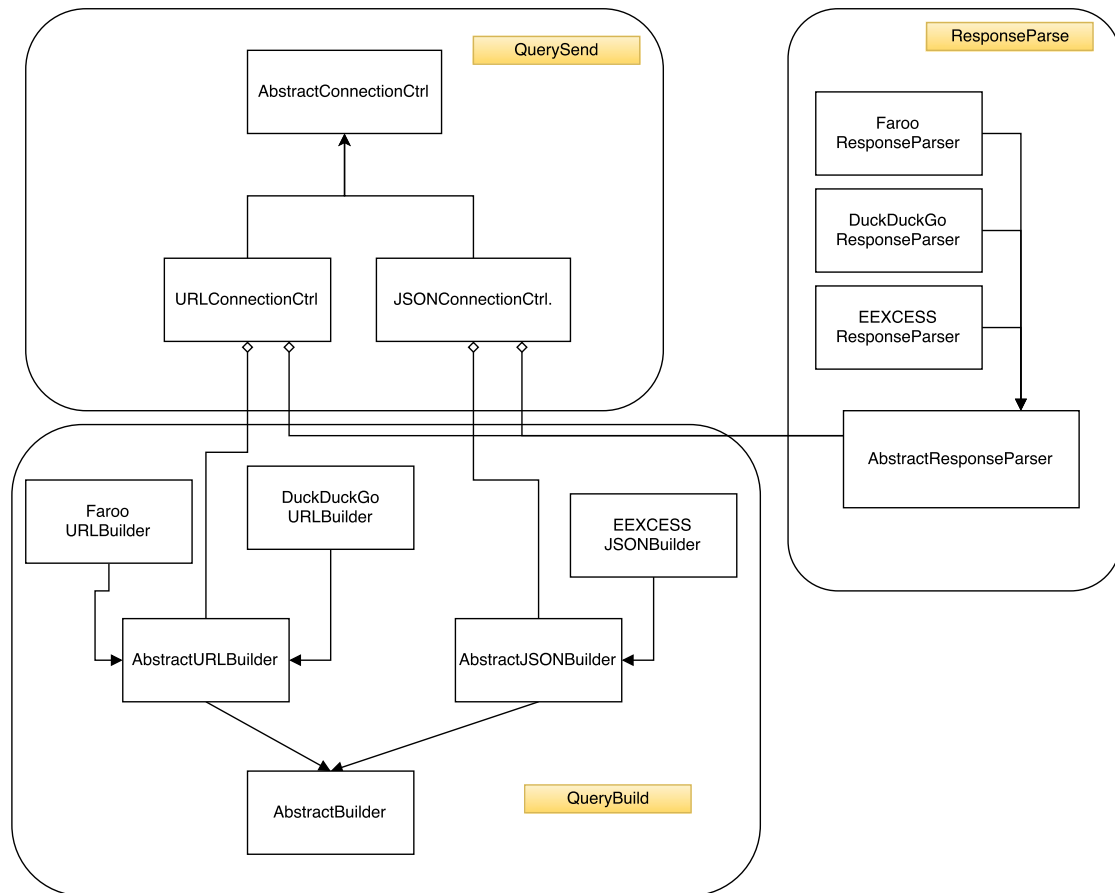 QuerySend
AbstractConnectionCtrl
URLConnectionCtrl
JSONConnectionCtrl.
ResponseParse
Faroo
ResponseParser
DuckDuckGo
ResponseParser
EEXCESS
ResponseParser
AbstractResponseParser
Faroo
URLBuilder
DuckDuckGo
URLBuilder
EEXCESS
JSONBuilder
AbstractURLBuilder
AbstractJSONBuilder
AbstractBuilder
QueryBuild